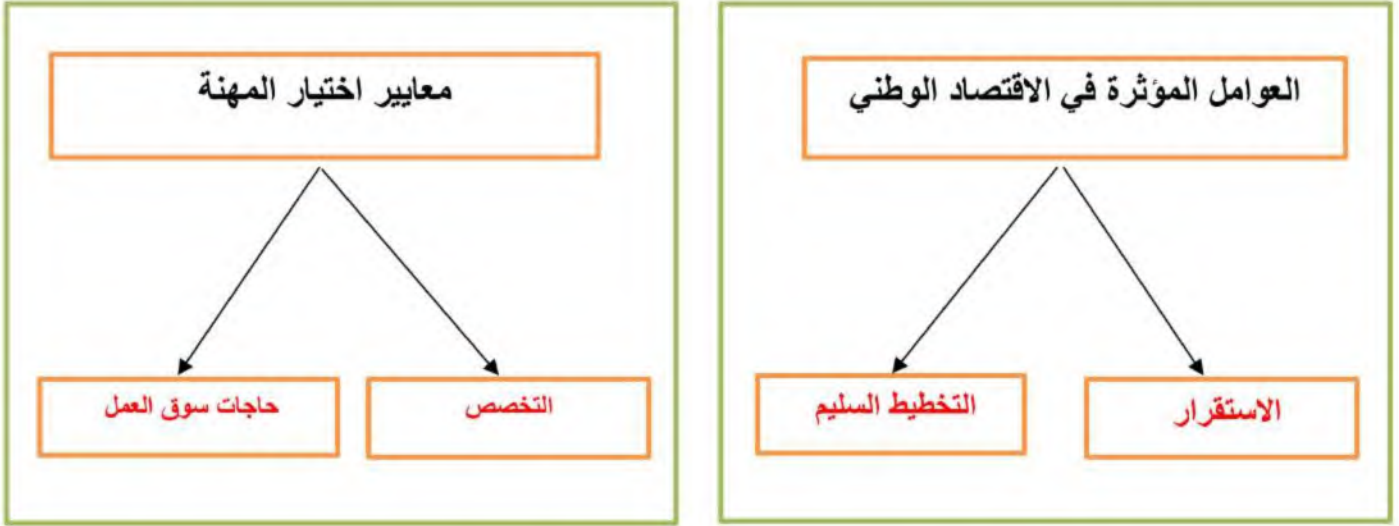 العوامل المؤثرة في الاقتصاد الوطني
الاستقرار
التخطيط السليم
معايير اختيار المهنة
التخصص
حاجات سوق العمل